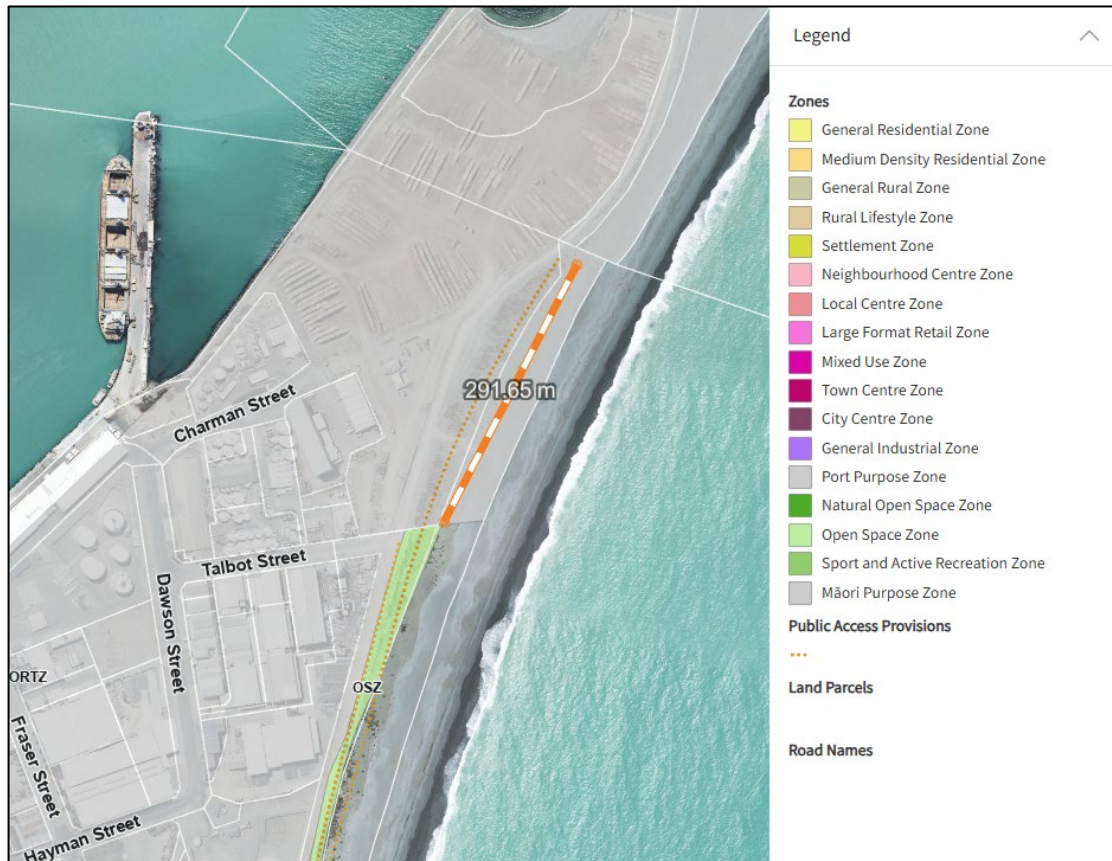 Charman Street
291.65 m
Talbot Street
Dawson Street
OSZ
ORTZ
Fraser Street
Hayman Street
Legend
Zones
General Residential Zone
Medium Density Residential Zone
General Rural Zone
Rural Lifestyle Zone
Settlement Zone
Neighbourhood Centre Zone
Local Centre Zone
Large Format Retail Zone
Mixed Use Zone
Town Centre Zone
City Centre Zone
General Industrial Zone
Port Purpose Zone
Natural Open Space Zone
Open Space Zone
Sport and Active Recreation Zone
Māori Purpose Zone
Public Access Provisions
Land Parcels
Road Names